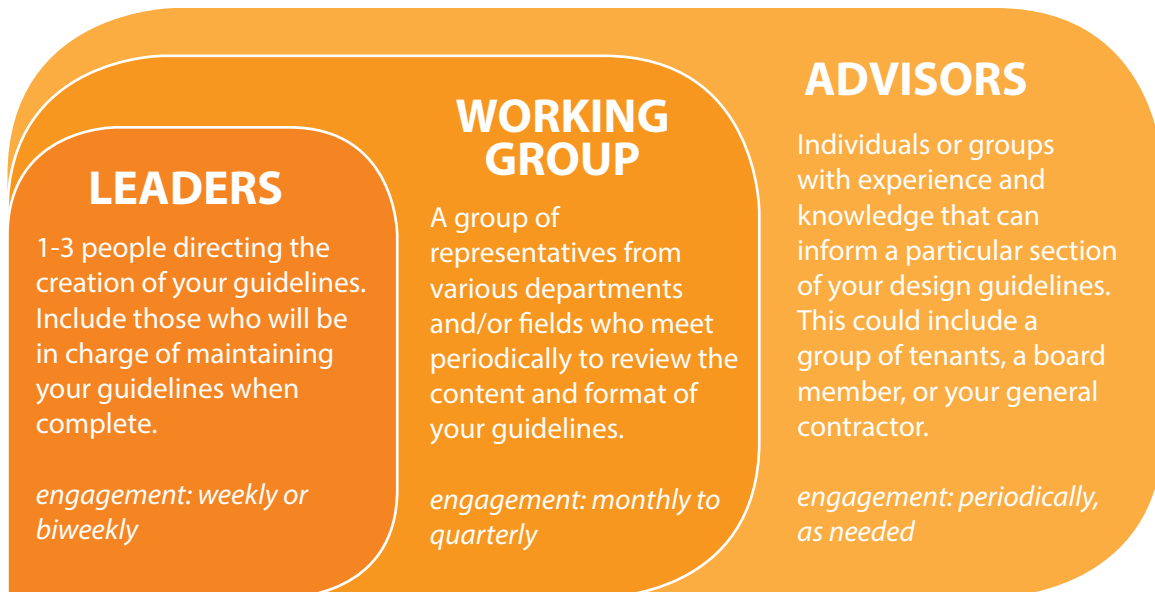 LEADERS
1-3 people directing the
creation of your guidelines.
Include those who will be
in charge of maintaining
your guidelines when
complete.
engagement: weekly or
biweekly
WORKING
GROUP
A group of
representatives from
various departments
and/or fields who meet
periodically to review the
content and format of
your guidelines.
engagement: monthly to
quarterly
ADVISORS
Individuals or groups
with experience and
knowledge that can
inform a particular section
of your design guidelines.
This could include a
group of tenants, a board
member, or your general
contractor.
engagement: periodically,
as needed